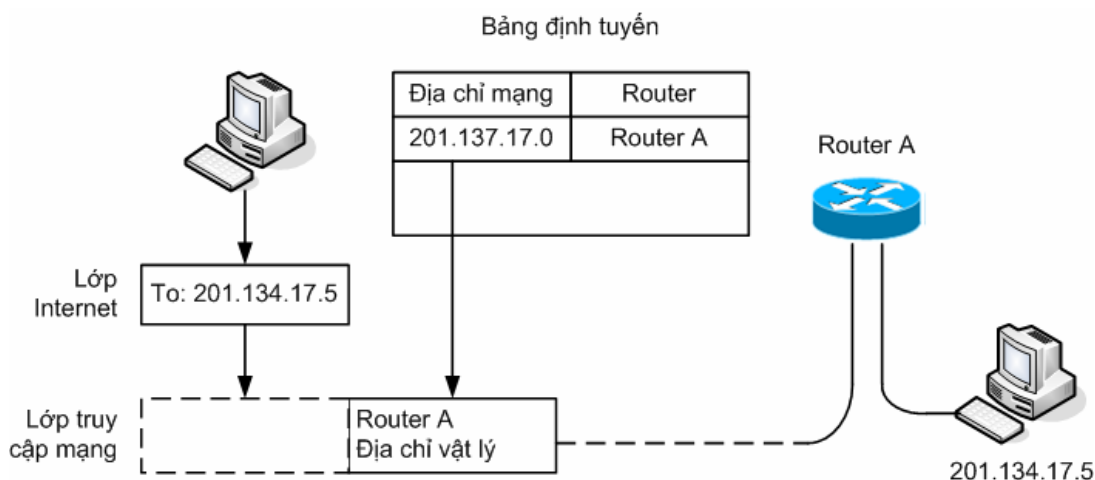 Bảng định tuyến
Địa chỉ mạng Router
201.137.17.0 Router A
Router A
Lớp
Internet
To: 201.134.17.5
Lớp truy
cập mạng
Router A
Địa chỉ vật lý
201.134.17.5